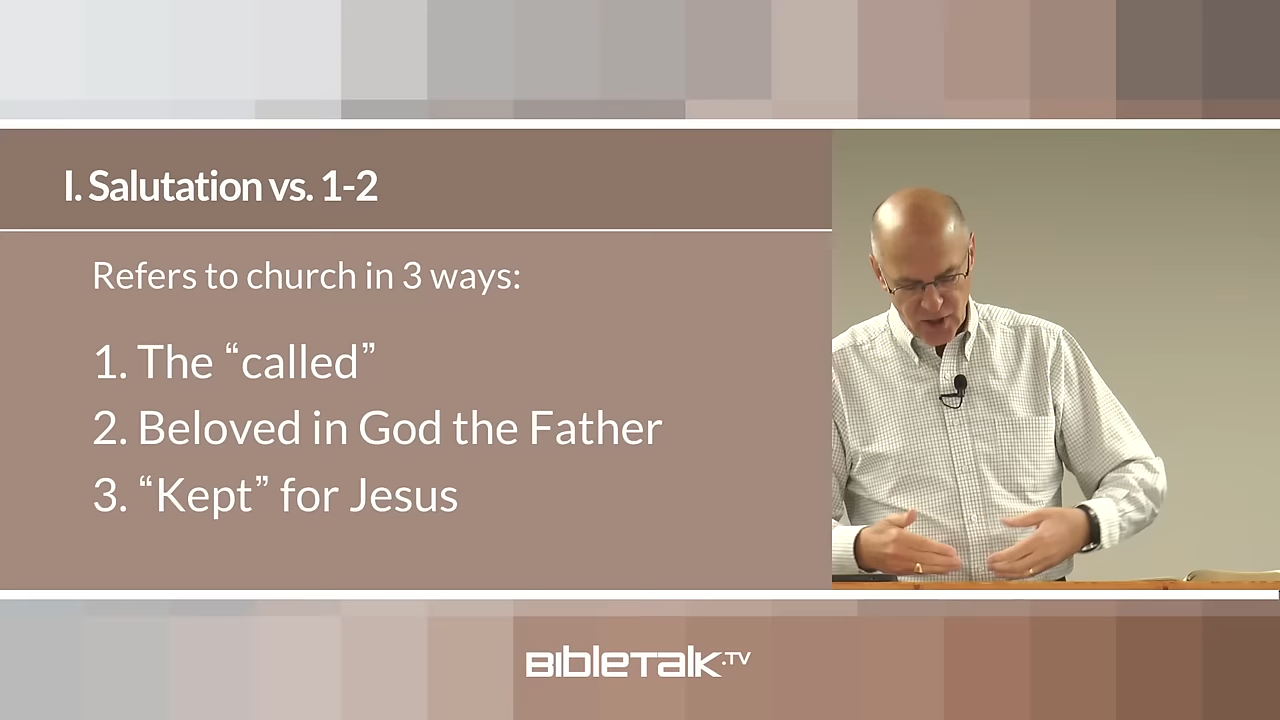 I. Salutation vs. 1-2
Refers to church in 3 ways:
1. The “called”
2. Beloved in God the Father
3. “Kept” for Jesus
BIBLETALK.TV